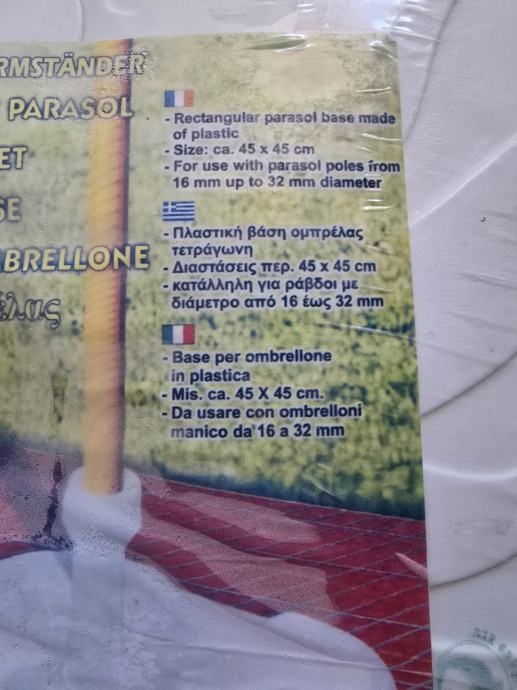 RMSTÄNDER
PARASOL
ET
SE
BRELLONE
έλας
- Rectangular parasol base made
of plastic
- Size: ca. 45 x 45 cm
- For use with parasol poles from
16 mm up to 32 mm diameter
- Πλαστική βάση ομπρέλας
τετράγωνη
- Διαστάσεις περ. 45 x 45 cm
- κατάλληλη για ράβδοι με
διάμετρο από 16 έως 32 mm
- Base per ombrellone
in plastica
- Mis. ca. 45 X 45 cm.
- Da usare con ombrelloni
manico da 16 a 32 mm